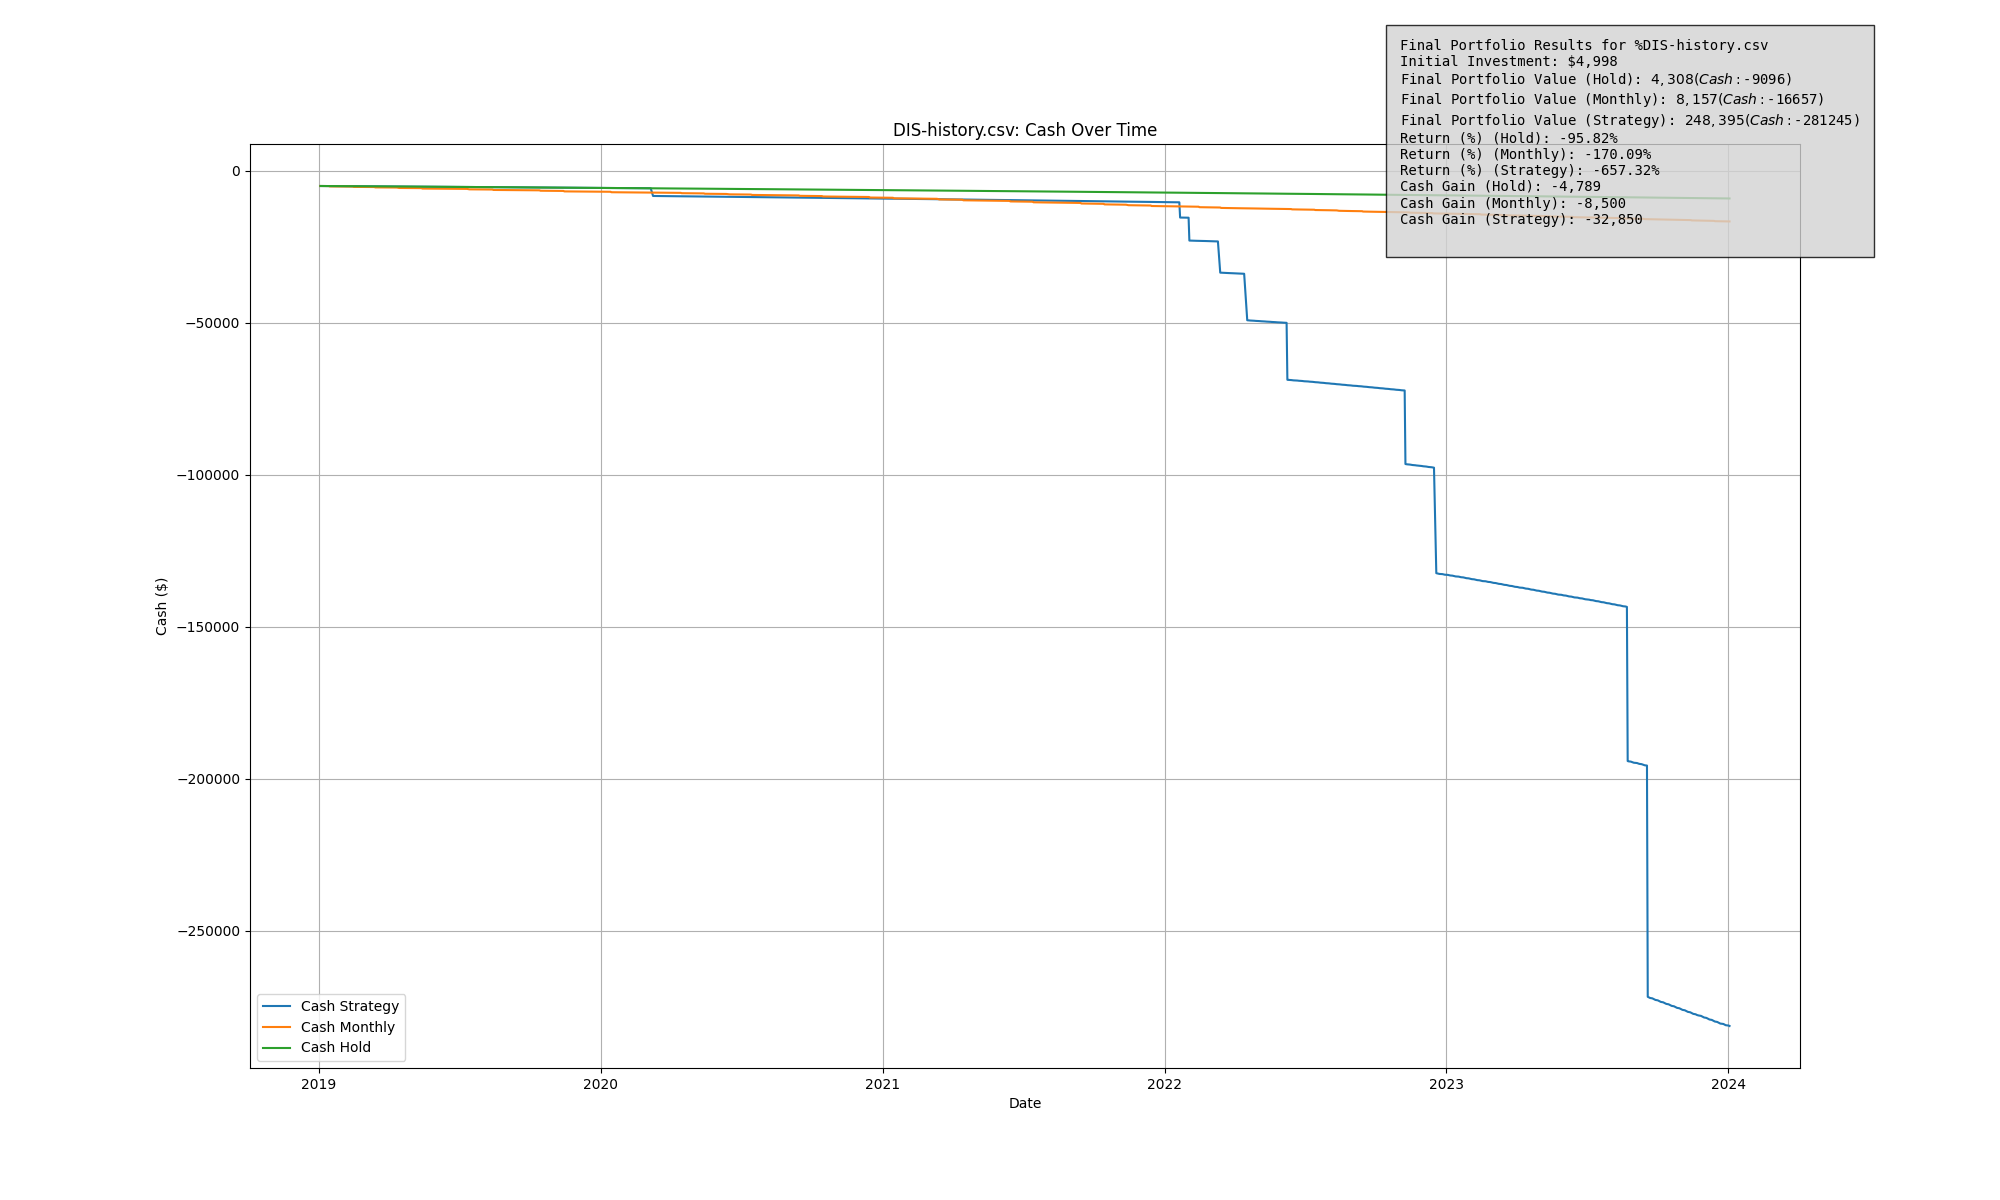 Final Portfolio Results for %DIS-history.csv
Initial Investment: $4,998
Final Portfolio Value (Hold): 4,308(Cash:-9096)
Final Portfolio Value (Monthly): 8,157(Cash:-16657)
Final Portfolio Value (Strategy): 248,395(Cash:-281245)
Return (%) (Hold): -95.82%
Return (%) (Monthly): -170.09%
Return (%) (Strategy): -657.32%
Cash Gain (Hold): -4,789
Cash Gain (Monthly): -8,500
Cash Gain (Strategy): -32,850
DIS-history.csv: Cash Over Time
Cash ($)
0
−50000
−100000
−150000
−200000
−250000
Cash Strategy
Cash Monthly
Cash Hold
2019 2020 2021 2022 2023 2024
Date